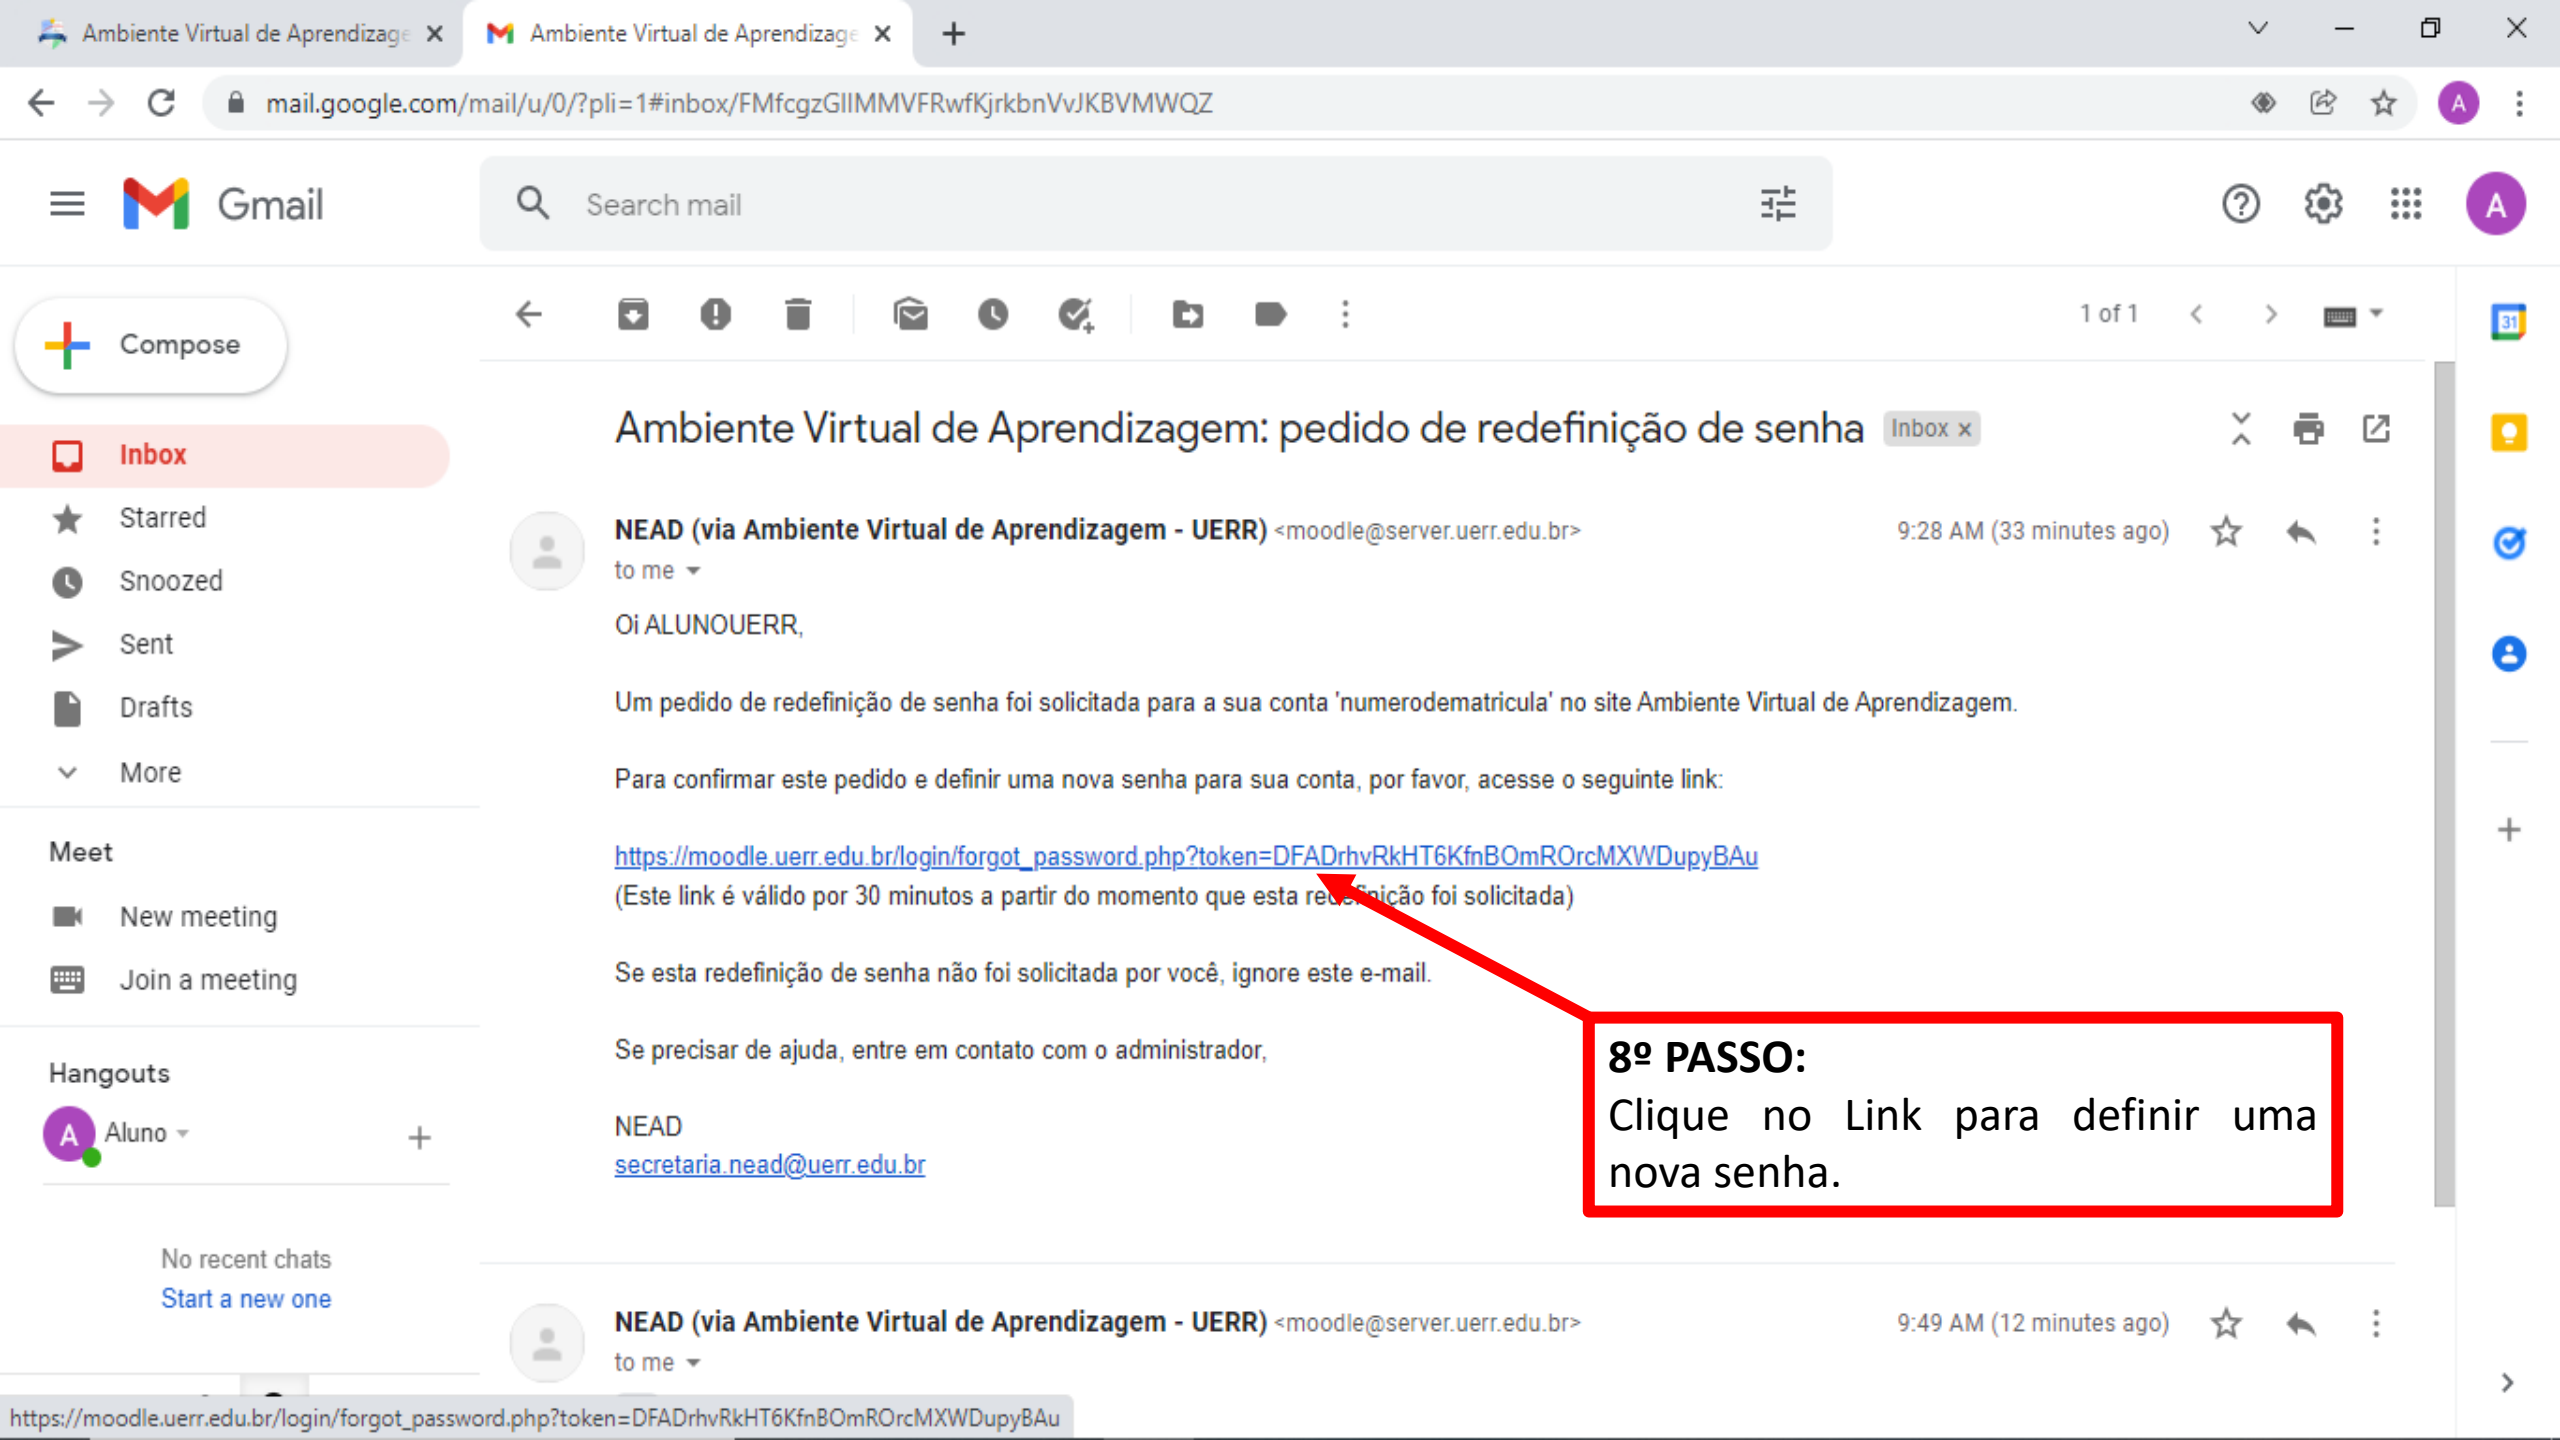 Ambiente Virtual de Aprendizage
Ambiente Virtual de Aprendizage
mail.google.com/mail/u/0/?pli=1#inbox/FMfcgzGllMMVFRwfKjrkbnVvJKBVMWQZ
A
Gmail
Search mail
A
Compose
1 of 1
31
Ambiente Virtual de Aprendizagem: pedido de redefinição de senha
Inbox x
Inbox
Starred
Snoozed
Sent
Drafts
More
Meet
New meeting
Join a meeting
Hangouts
A
Aluno
No recent chats
Start a new one
NEAD (via Ambiente Virtual de Aprendizagem - UERR) <moodle@server.uerr.edu.br>
9:28 AM (33 minutes ago)
to me
Oi ALUNOUERR,
Um pedido de redefinição de senha foi solicitada para a sua conta 'numerodematricula' no site Ambiente Virtual de Aprendizagem.
Para confirmar este pedido e definir uma nova senha para sua conta, por favor, acesse o seguinte link:
https://moodle.uerr.edu.br/login/forgot_password.php?token=DFADrhvRkHT6KfnBOmROrcMXWDupyBAu
(Este link é válido por 30 minutos a partir do momento que esta redefinição foi solicitada)
Se esta redefinição de senha não foi solicitada por você, ignore este e-mail.
Se precisar de ajuda, entre em contato com o administrador,
NEAD
secretaria.nead@uerr.edu.br
8º PASSO:
Clique no Link para definir uma
nova senha.
NEAD (via Ambiente Virtual de Aprendizagem - UERR) <moodle@server.uerr.edu.br>
9:49 AM (12 minutes ago)
to me
https://moodle.uerr.edu.br/login/forgot_password.php?token=DFADrhvRkHT6KfnBOmROrcMXWDupyBAu